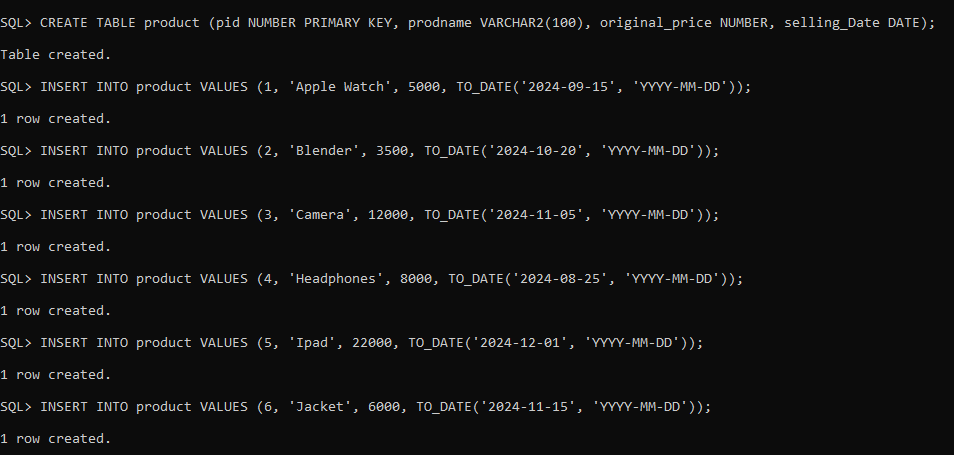 SQL> CREATE TABLE product (pid NUMBER PRIMARY KEY, prodname VARCHAR2(100), original_price NUMBER, selling_Date DATE);
Table created.
SQL> INSERT INTO product VALUES (1, 'Apple Watch', 5000, TO_DATE('2024-09-15', 'YYYY-MM-DD'));
1 row created.
SQL> INSERT INTO product VALUES (2, 'Blender', 3500, TO_DATE('2024-10-20', 'YYYY-MM-DD'));
1 row created.
SQL> INSERT INTO product VALUES (3, 'Camera', 12000, TO_DATE('2024-11-05', 'YYYY-MM-DD'));
1 row created.
SQL> INSERT INTO product VALUES (4, 'Headphones', 8000, TO_DATE('2024-08-25', 'YYYY-MM-DD'));
1 row created.
SQL> INSERT INTO product VALUES (5, 'Ipad', 22000, TO_DATE('2024-12-01', 'YYYY-MM-DD'));
1 row created.
SQL> INSERT INTO product VALUES (6, 'Jacket', 6000, TO_DATE('2024-11-15', 'YYYY-MM-DD'));
1 row created.